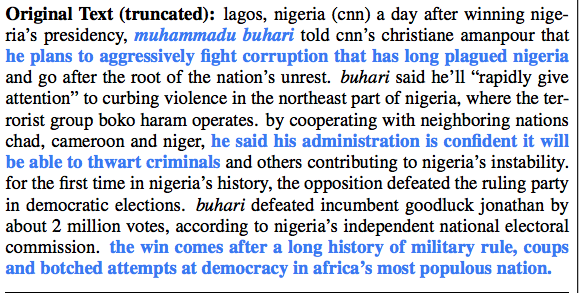 Original Text (truncated): lagos, nigeria (cnn) a day after winning nige-
ria's presidency, muhammadu buhari told cnn's christiane amanpour that
he plans to aggressively fight corruption that has long plagued nigeria
and go after the root of the nation's unrest. buhari said he'll "rapidly give
attention" to curbing violence in the northeast part of nigeria, where the ter-
rorist group boko haram operates. by cooperating with neighboring nations
chad, cameroon and niger, he said his administration is confident it will
be able to thwart criminals and others contributing to nigeria's instability.
for the first time in nigeria's history, the opposition defeated the ruling party
in democratic elections. buhari defeated incumbent goodluck jonathan by
about 2 million votes, according to nigeria's independent national electoral
commission. the win comes after a long history of military rule, coups
and botched attempts at democracy in africa's most populous nation.